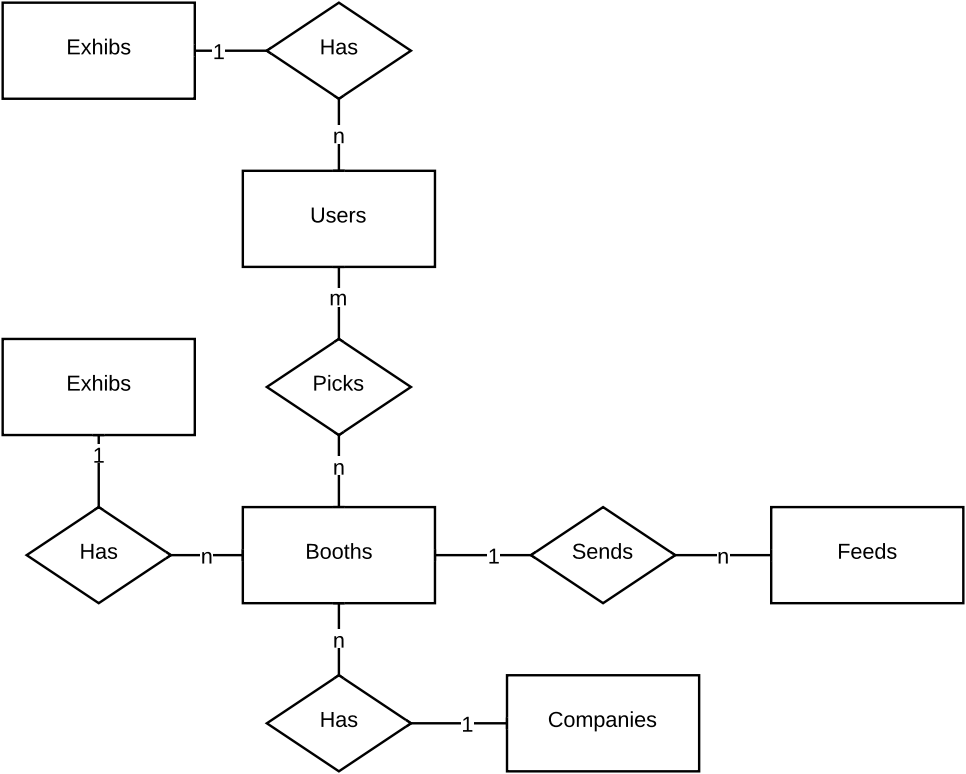 Exhibs
1
Has
n
Users
m
Exhibs
Picks
1
n
Has
n
Booths
1
Sends
n
Feeds
n
Has
1
Companies